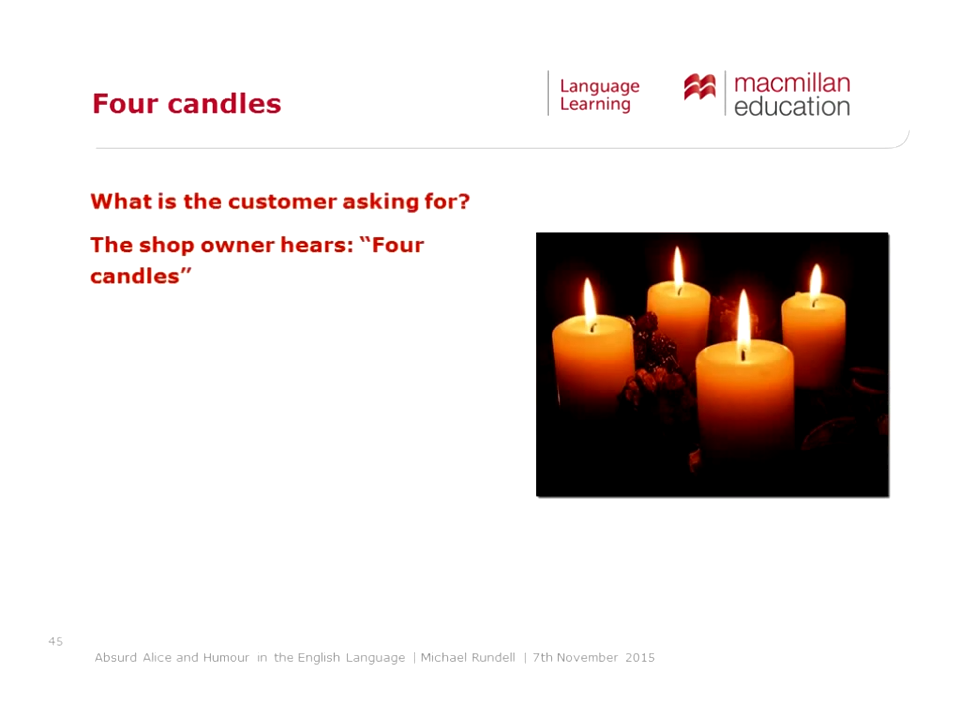 Four candles
Language
Learning
macmillan
education
What is the customer asking for?
The shop owner hears: “Four
candles”
45
Absurd Alice and Humour in the English Language | Michael Rundell | 7th November 2015